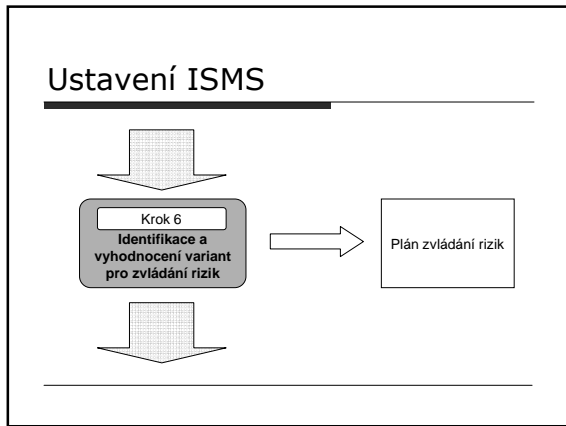 Ustavení ISMS
Krok 6
Identifikace a
vyhodnocení variant
pro zvládání rizik
Plán zvládání rizik